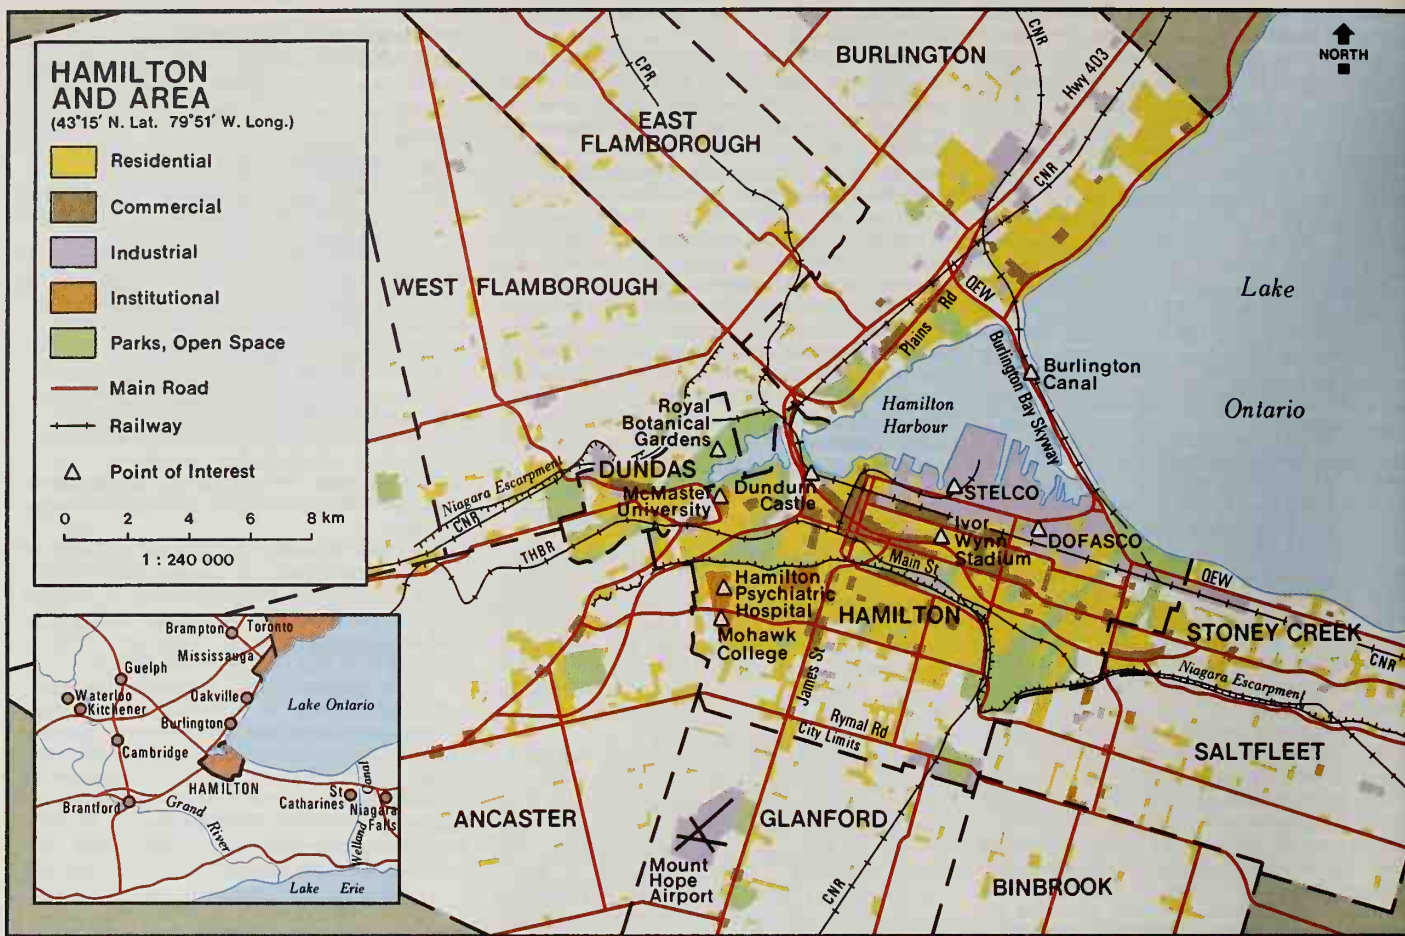 HAMILTON
AND AREA
(43°15′ N. Lat. 79°51′ W. Long.)
Residential
Commercial
Industrial
Institutional
Parks, Open Space
Main Road
Railway
Point of Interest
0 2 4 6 8 km
1 : 240 000
NORTH
BURLINGTON
CNR
Hwy 403
CPR
EAST
FLAMBOROUGH
CNR
WEST FLAMBOROUGH
QEW
Plains Rd
Lake
Ontario
Burlington Bay Skyway
Burlington
Canal
Hamilton
Harbour
Royal
Botanical
Gardens
DUNDAS
Niagara Escarpment
CNR
McMaster
University
Dundurn
Castle
STELCO
Ivor
Wynn
Stadium
DOFASCO
THBR
Main St
QEW
Hamilton
Psychiatric
Hospital
HAMILTON
Mohawk
College
STONEY CREEK
CNR
Niagara Escarpment
James St
Rymal Rd
City Limits
SALTFLEET
ANCASTER
GLANFORD
Mount
Hope
Airport
CNR
BINBROOK
Brampton
Toronto
Mississauga
Guelph
Waterloo
Kitchener
Oakville
Lake Ontario
Burlington
Cambridge
HAMILTON
Brantford
Grand River
St
Catharines
Welland Canal
Niagara
Falls
Lake Erie